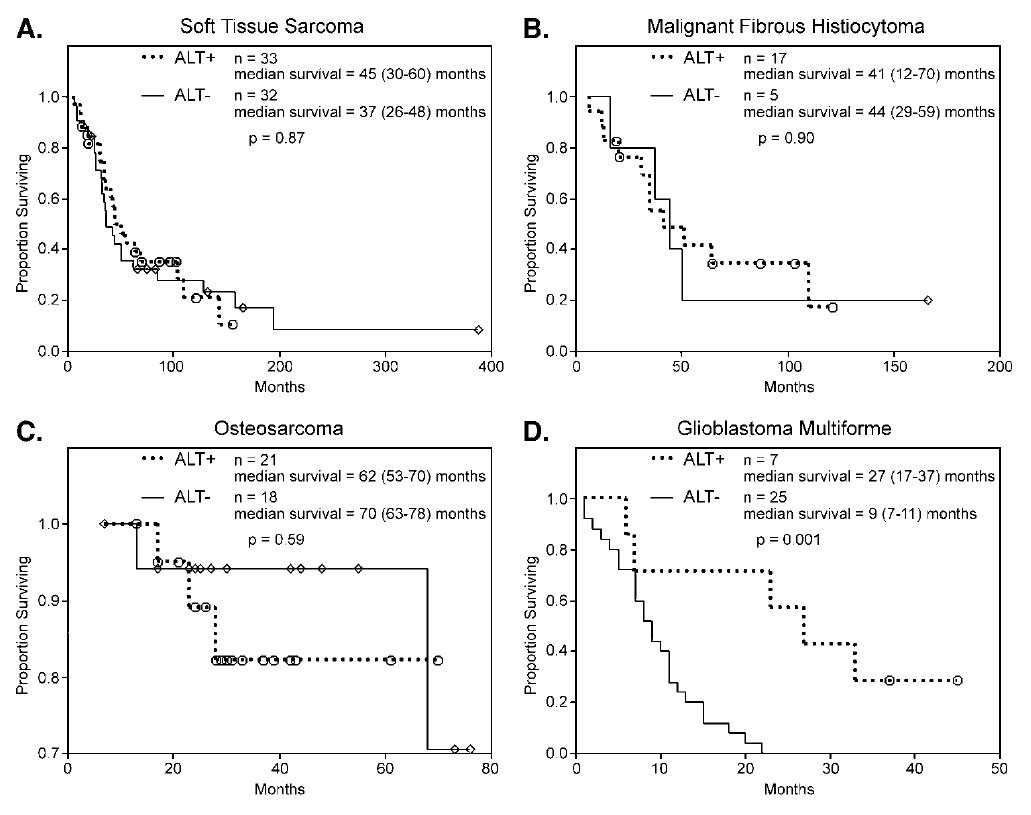 A. Soft Tissue Sarcoma
ALT+ n = 33
median survival = 45 (30-60) months
ALT- n = 32
median survival = 37 (26-48) months
p = 0.87
Proportion Surviving
1.0
0.8
0.6
0.4
0.2
0.0
0 100 200 300 400
Months
B. Malignant Fibrous Histiocytoma
ALT+ n = 17
median survival = 41 (12-70) months
ALT- n = 5
median survival = 44 (29-59) months
p = 0.90
Proportion Surviving
1.0
0.8
0.6
0.4
0.2
0.0
0 50 100 150 200
Months
C. Osteosarcoma
ALT+ n = 21
median survival = 62 (53-70) months
ALT- n = 18
median survival = 70 (63-78) months
p = 0.59
Proportion Surviving
1.0
0.9
0.8
0.7
0 20 40 60 80
Months
D. Glioblastoma Multiforme
ALT+ n = 7
median survival = 27 (17-37) months
ALT- n = 25
median survival = 9 (7-11) months
p = 0.001
Proportion Surviving
1.0
0.8
0.6
0.4
0.2
0.0
0 10 20 30 40 50
Months